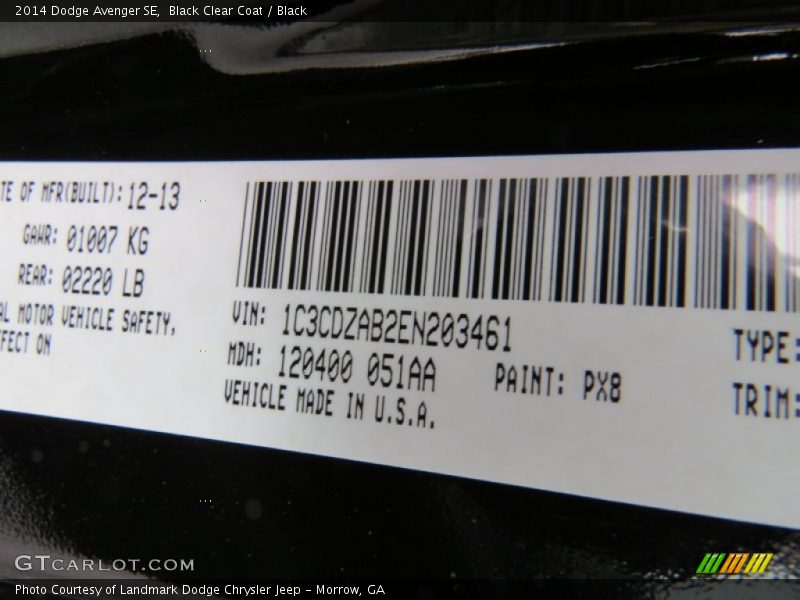 2014 Dodge Avenger SE, Black Clear Coat / Black
TE OF MFR(BUILT): 12-13
GAWR: 01007 KG
REAR: 02220 LB
AL MOTOR VEHICLE SAFETY,
FFECT ON
VIN: 1C3CDZAB2EN203461
MDH: 120400 051AA
PAINT: PX8
VEHICLE MADE IN U.S.A.
TYPE:
TRIM:
GTCARLOT.COM
Photo Courtesy of Landmark Dodge Chrysler Jeep – Morrow, GA